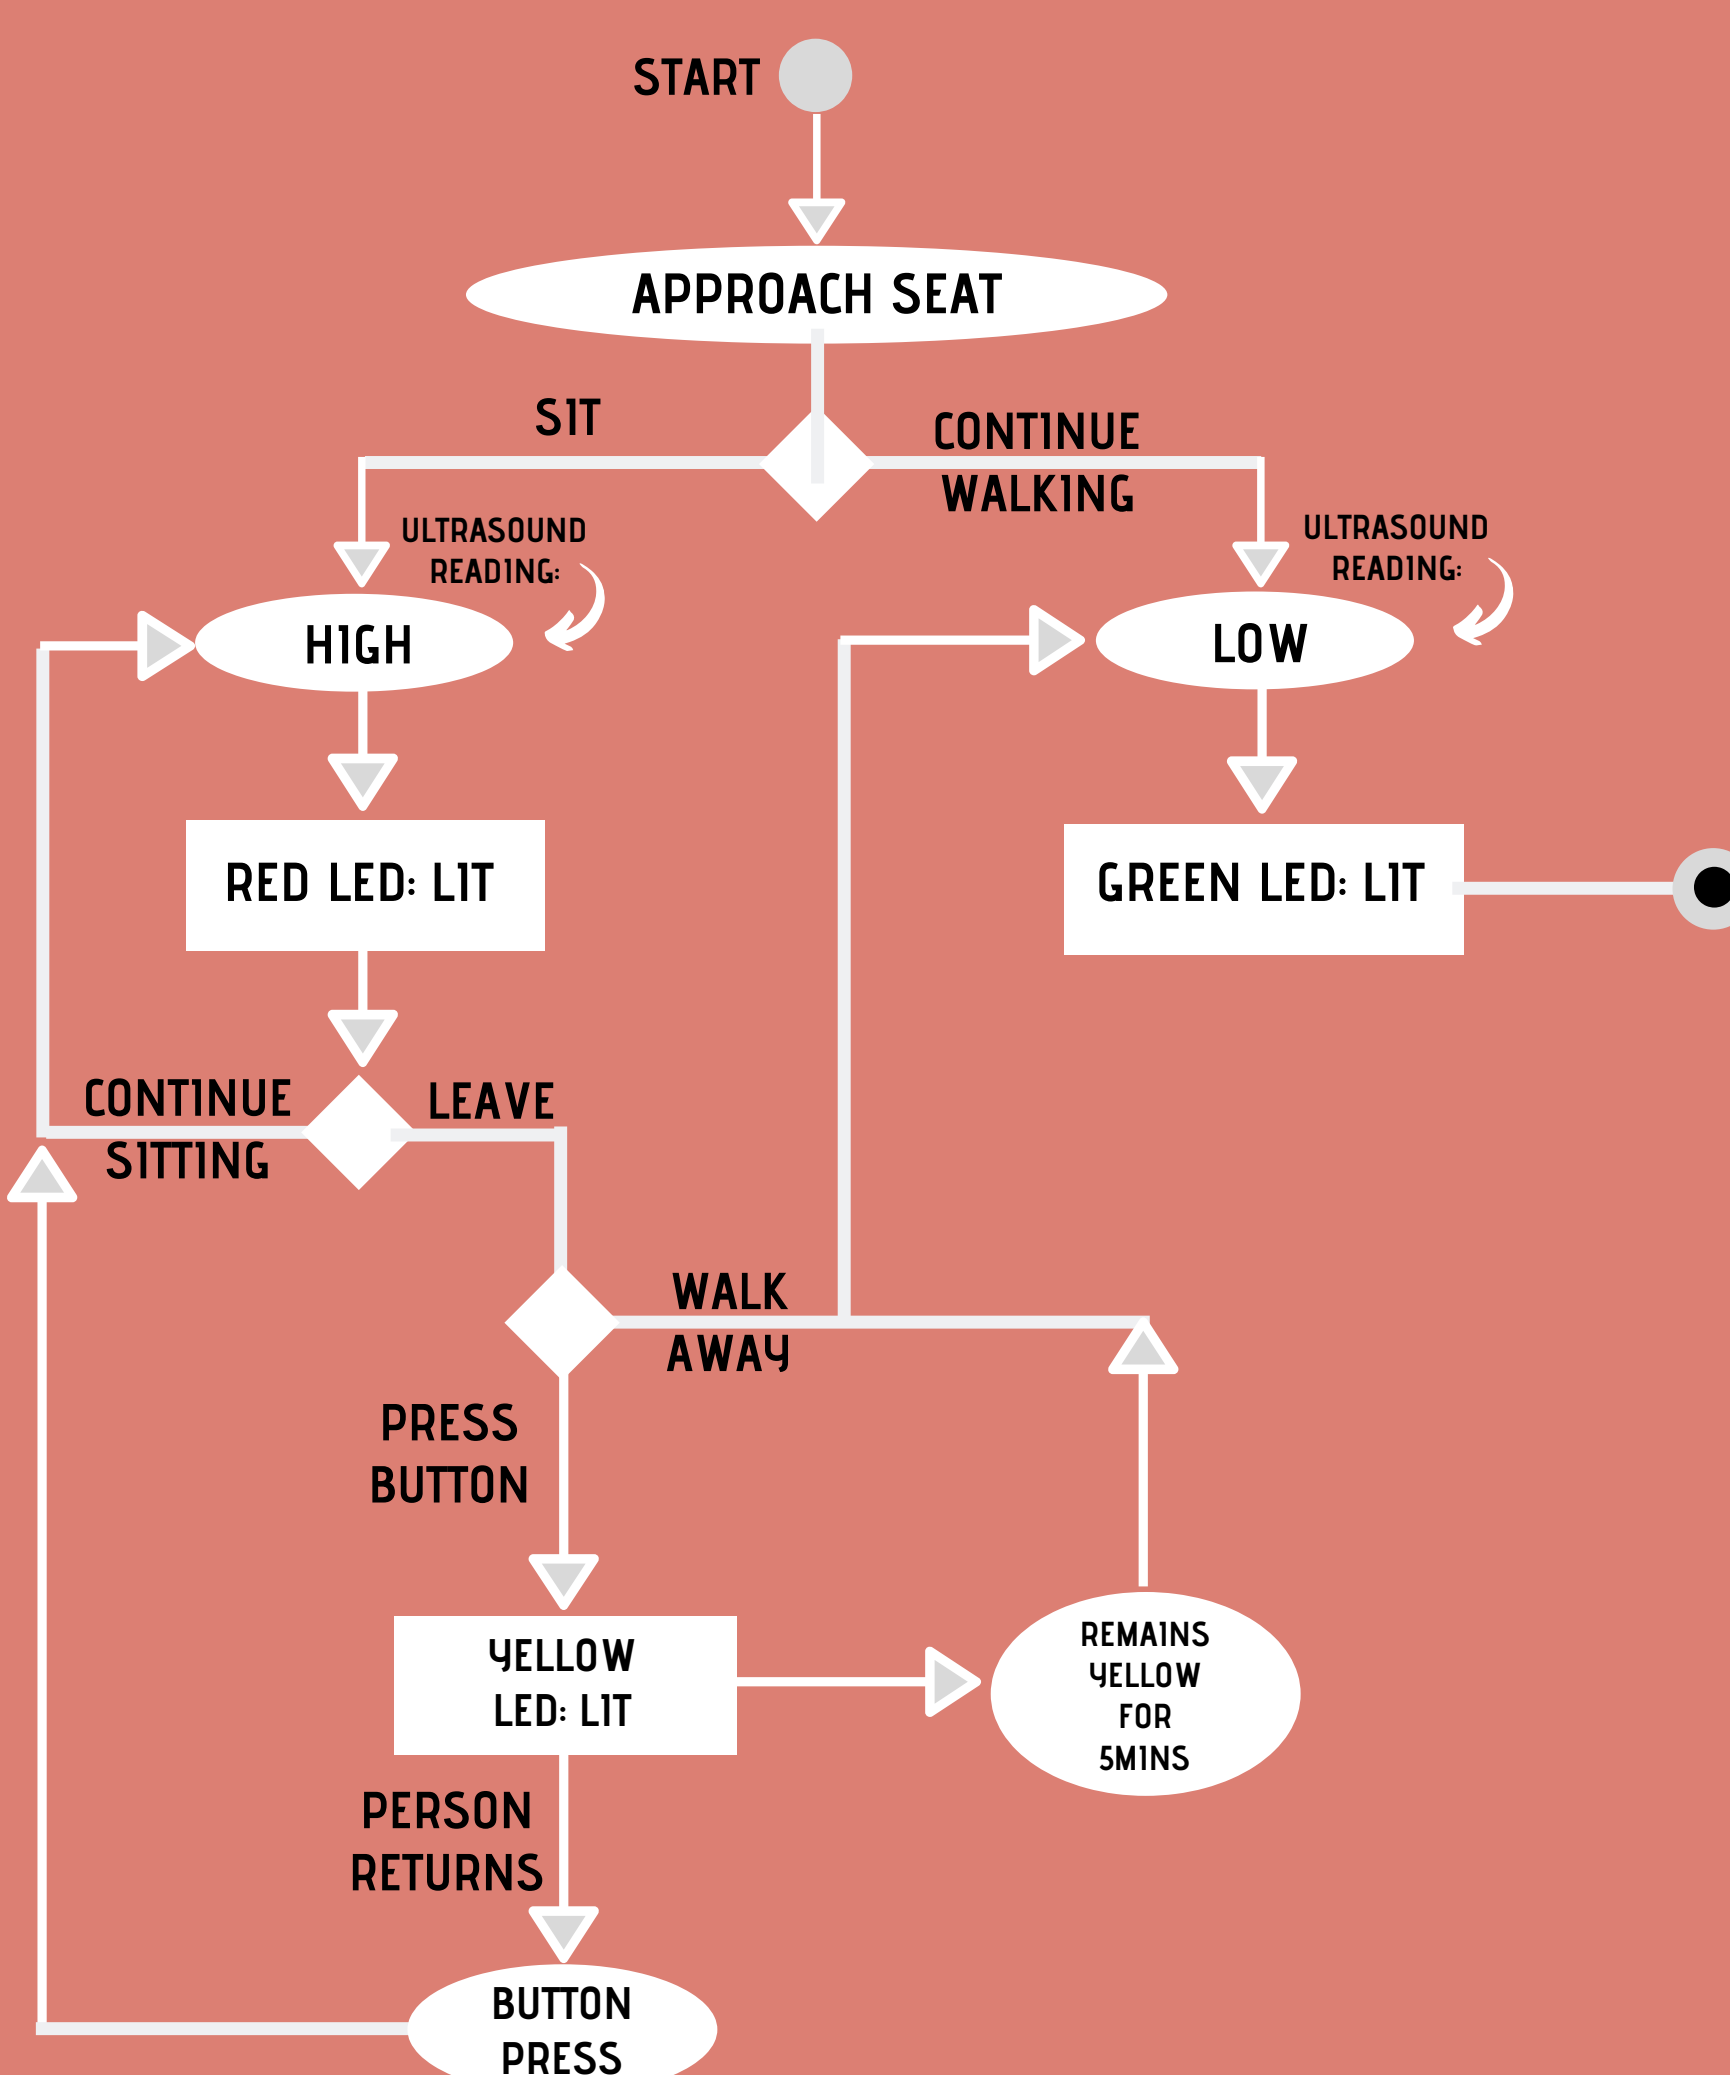 START
APPROACH SEAT
SIT
CONTINUE
WALKING
ULTRASOUND
READING:
ULTRASOUND
READING:
HIGH
LOW
RED LED: LIT
GREEN LED: LIT
CONTINUE
SITTING
LEAVE
WALK
AWAY
PRESS
BUTTON
YELLOW
LED: LIT
REMAINS
YELLOW
FOR
5MINS
PERSON
RETURNS
BUTTON
PRESS